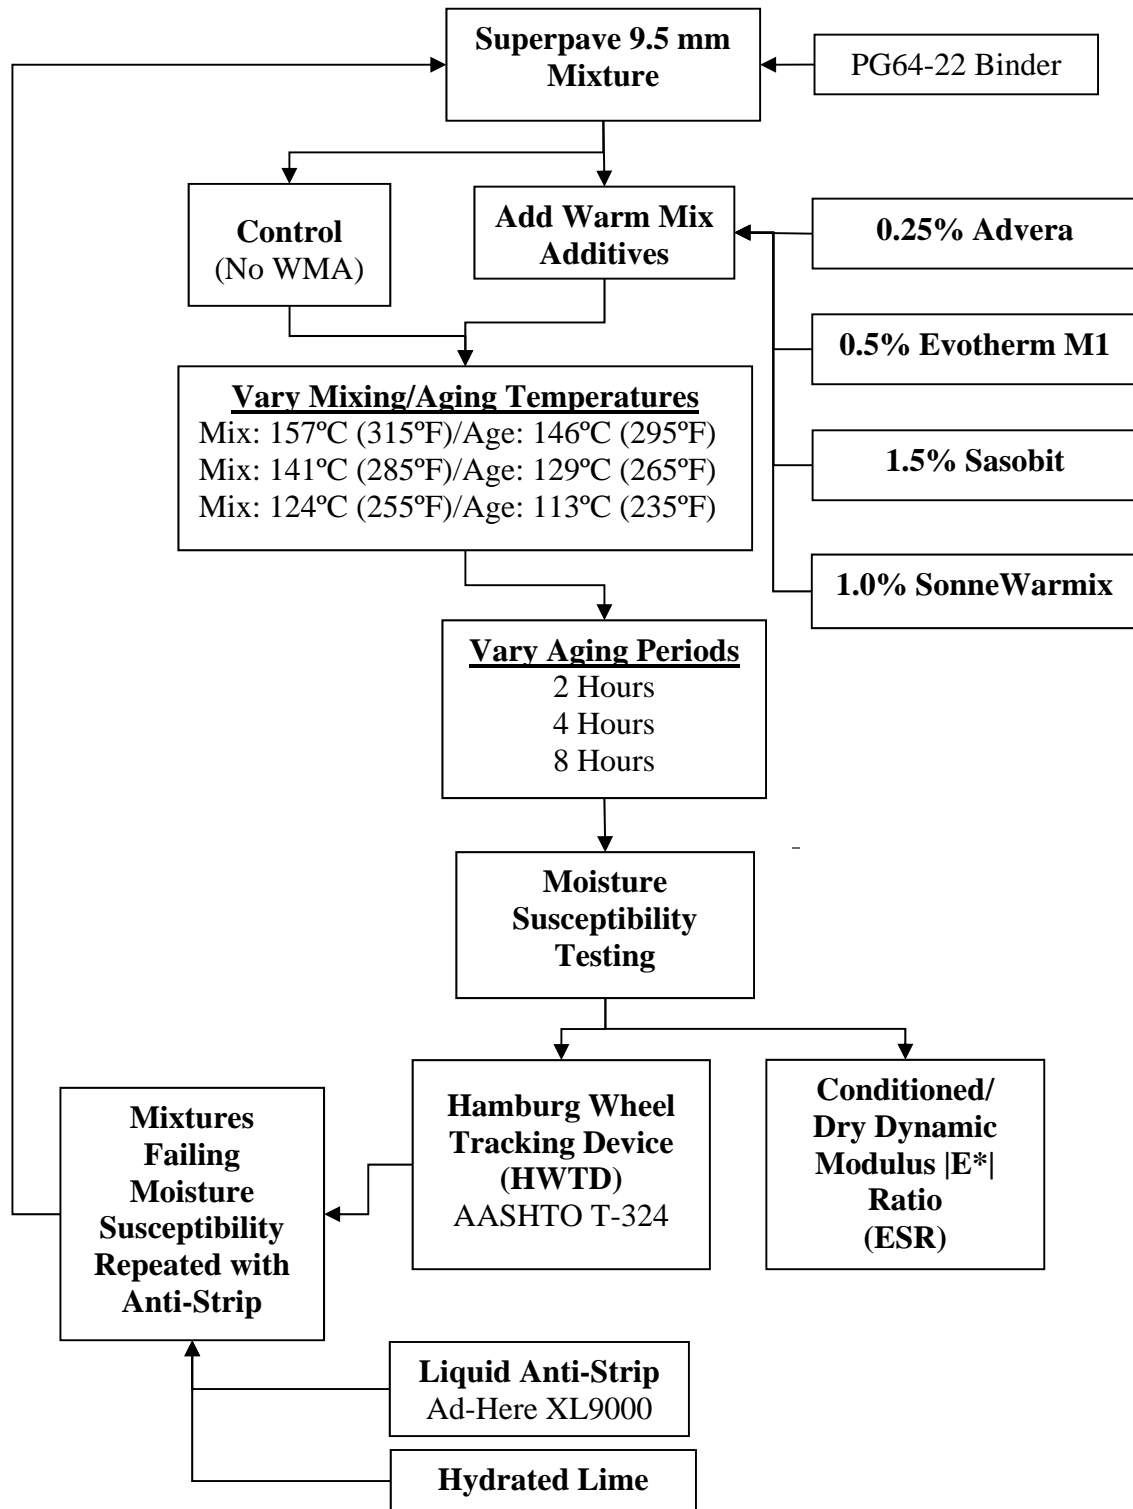 Superpave 9.5 mm
Mixture
PG64-22 Binder
Control
(No WMA)
Add Warm Mix
Additives
0.25% Advera
0.5% Evotherm M1
1.5% Sasobit
1.0% SonneWarmix
Vary Mixing/Aging Temperatures
Mix: 157ºC (315ºF)/Age: 146ºC (295ºF)
Mix: 141ºC (285ºF)/Age: 129ºC (265ºF)
Mix: 124ºC (255ºF)/Age: 113ºC (235ºF)
Vary Aging Periods
2 Hours
4 Hours
8 Hours
Moisture
Susceptibility
Testing
Hamburg Wheel
Tracking Device
(HWTD)
AASHTO T-324
Conditioned/
Dry Dynamic
Modulus |E*|
Ratio
(ESR)
Mixtures
Failing
Moisture
Susceptibility
Repeated with
Anti-Strip
Liquid Anti-Strip
Ad-Here XL9000
Hydrated Lime